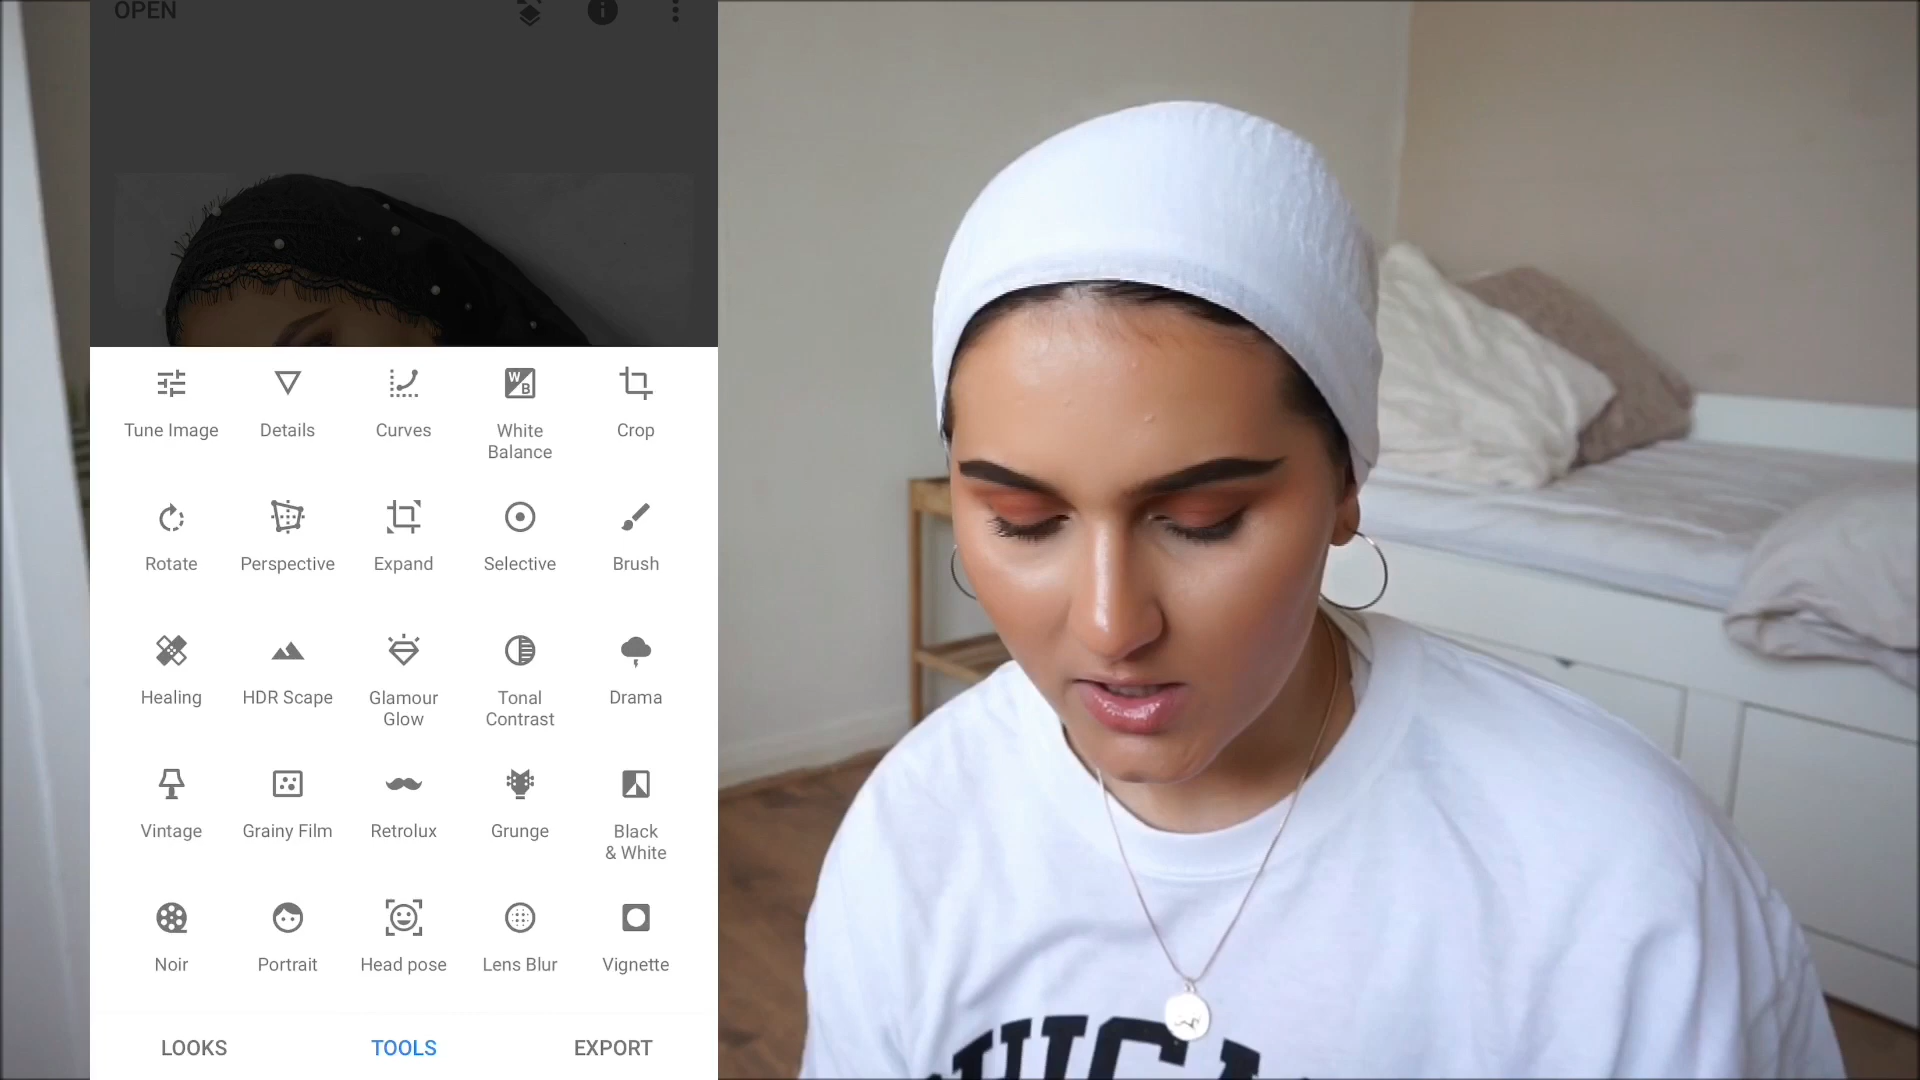 OPEN
Tune Image
Details
Curves
White
Balance
Crop
Rotate
Perspective
Expand
Selective
Brush
Healing
HDR Scape
Glamour
Glow
Tonal
Contrast
Drama
Vintage
Grainy Film
Retrolux
Grunge
Black
& White
Noir
Portrait
Head pose
Lens Blur
Vignette
LOOKS
TOOLS
EXPORT